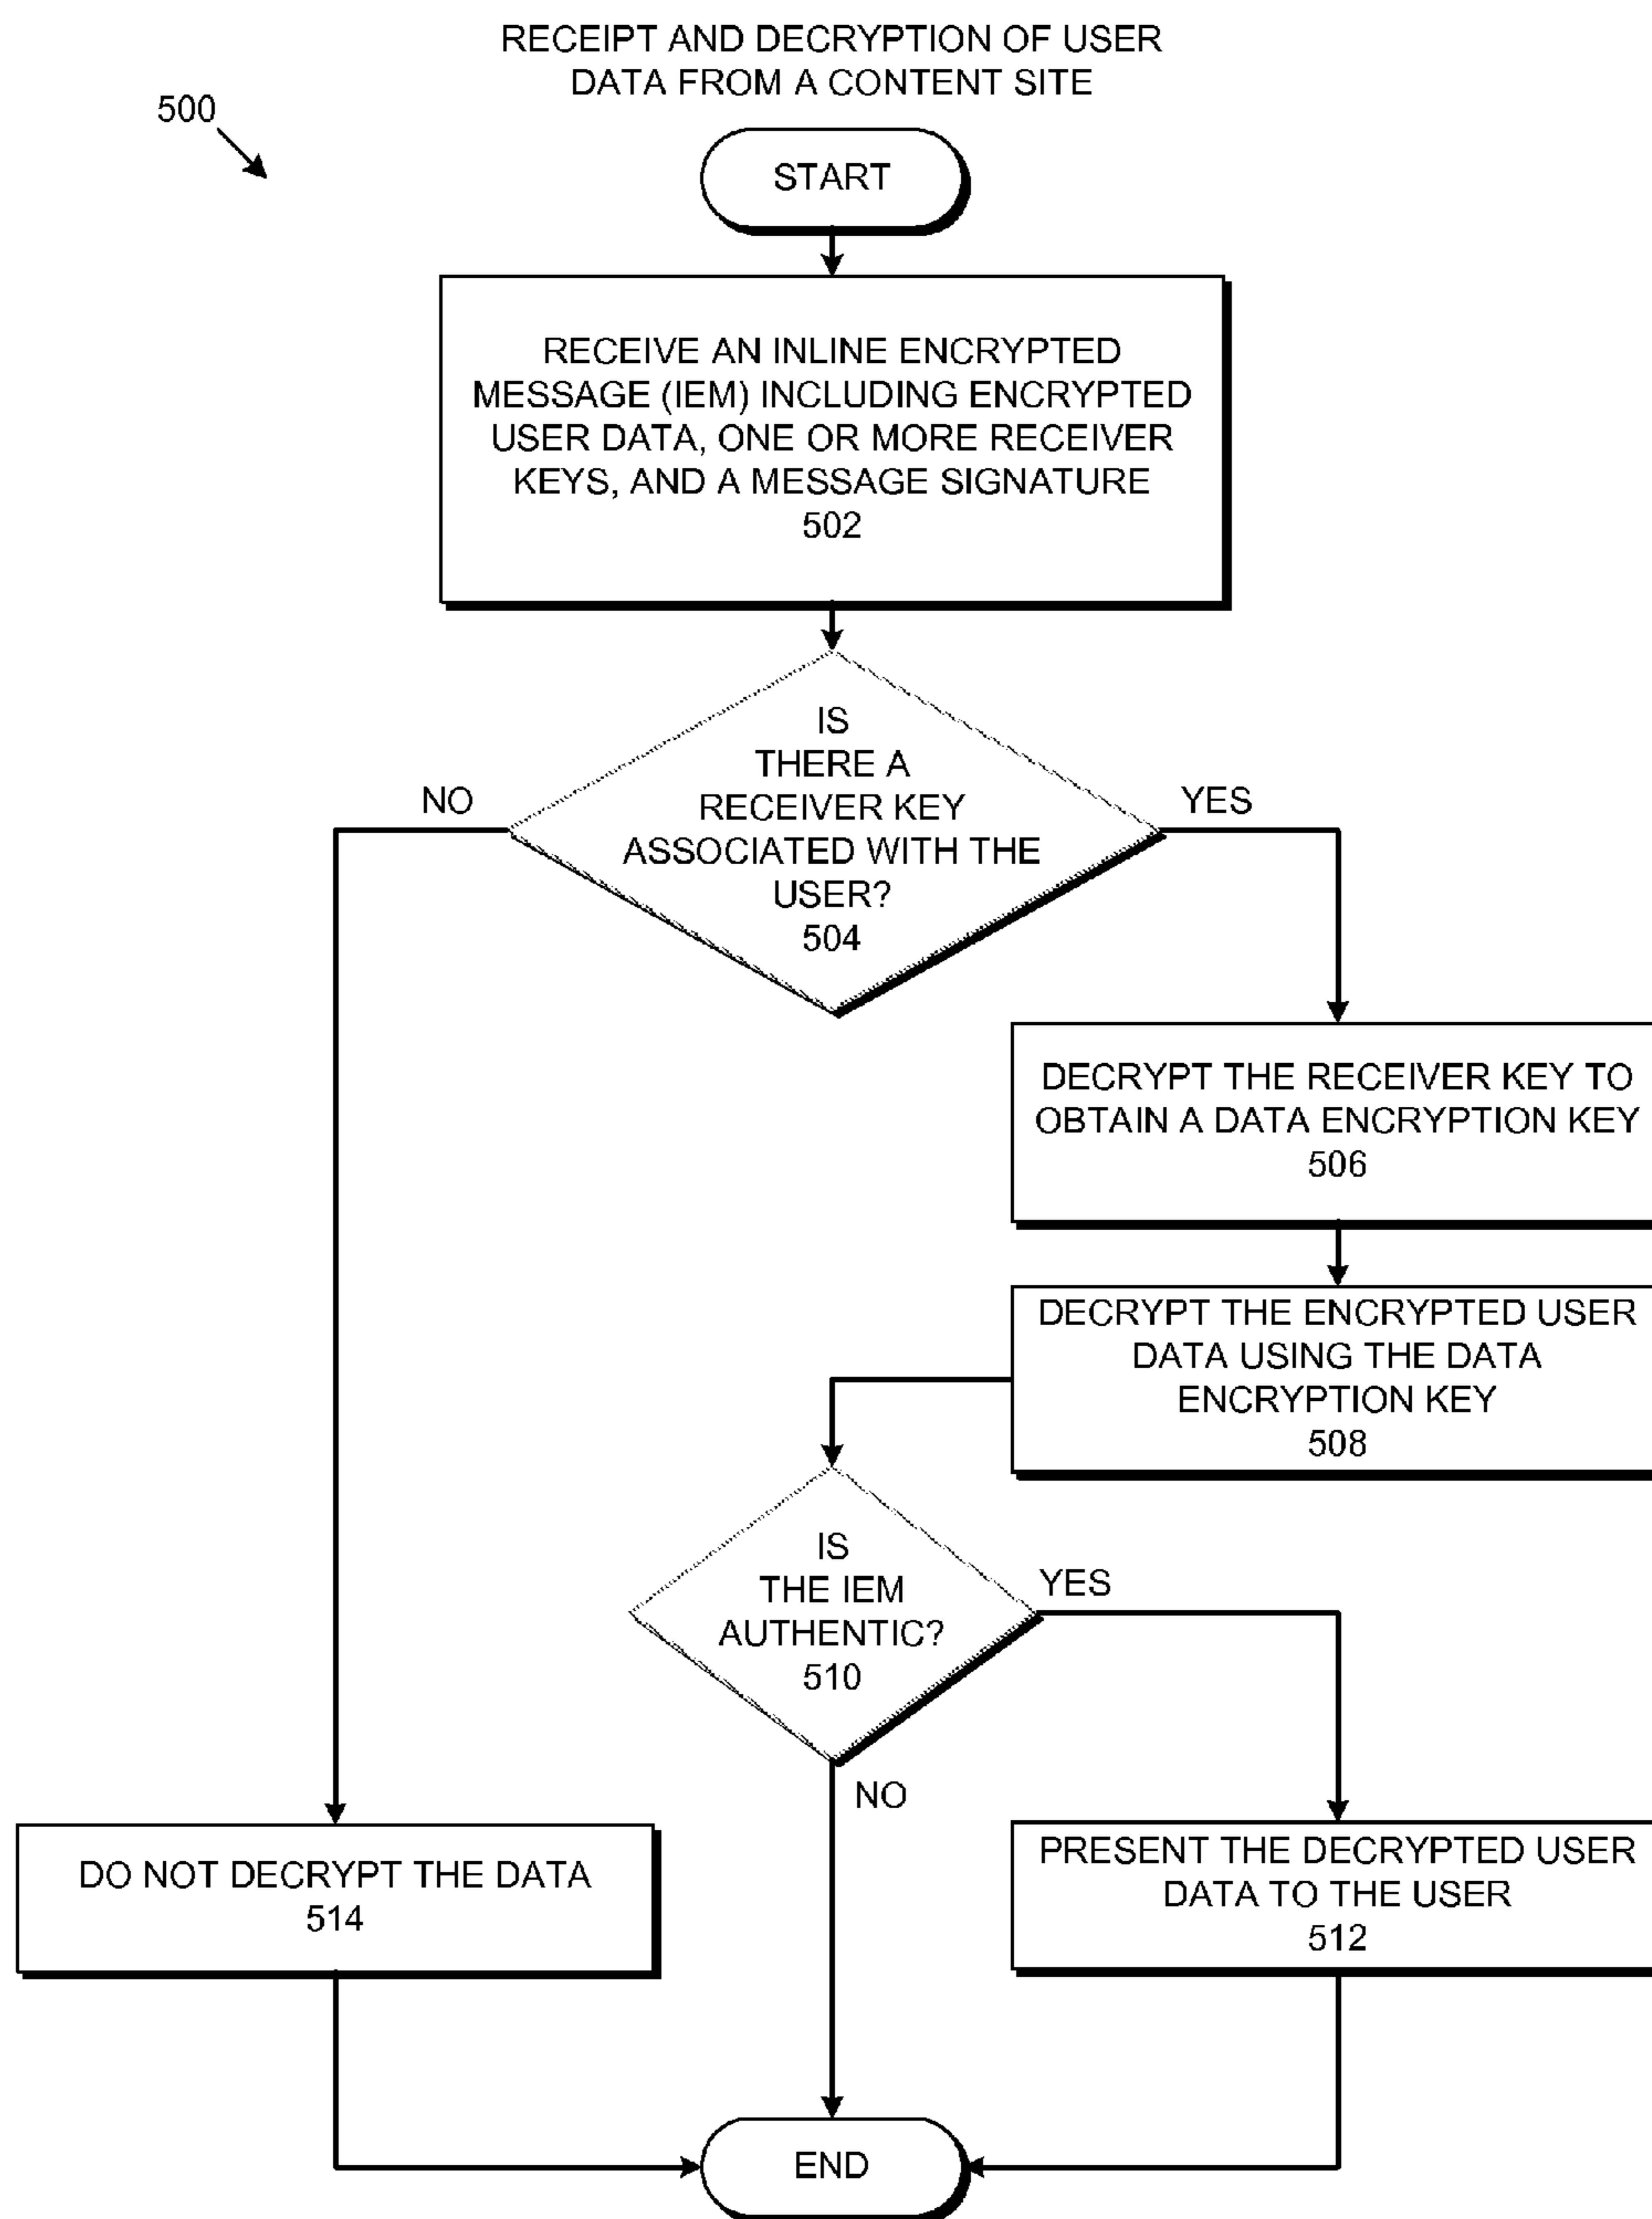 RECEIPT AND DECRYPTION OF USER
DATA FROM A CONTENT SITE
500
START
RECEIVE AN INLINE ENCRYPTED
MESSAGE (IEM) INCLUDING ENCRYPTED
USER DATA, ONE OR MORE RECEIVER
KEYS, AND A MESSAGE SIGNATURE
502
IS
THERE A
RECEIVER KEY
ASSOCIATED WITH THE
USER?
504
NO
YES
DECRYPT THE RECEIVER KEY TO
OBTAIN A DATA ENCRYPTION KEY
506
DECRYPT THE ENCRYPTED USER
DATA USING THE DATA
ENCRYPTION KEY
508
IS
THE IEM
AUTHENTIC?
510
YES
NO
DO NOT DECRYPT THE DATA
514
PRESENT THE DECRYPTED USER
DATA TO THE USER
512
END